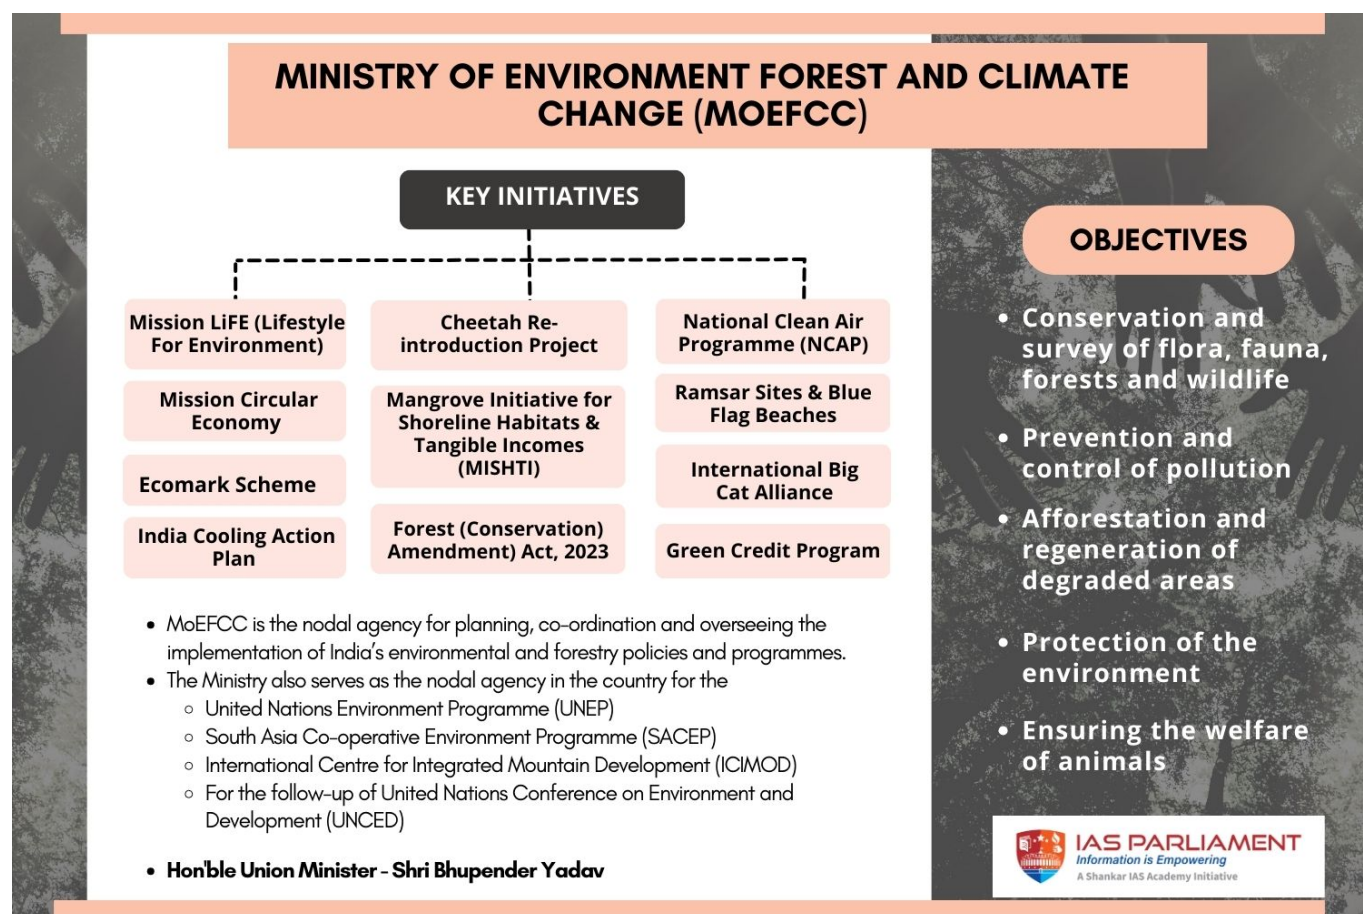 MINISTRY OF ENVIRONMENT FOREST AND CLIMATE
CHANGE (MOEFCC)
KEY INITIATIVES
Mission LiFE (Lifestyle
For Environment)
Mission Circular
Economy
Ecomark Scheme
India Cooling Action
Plan
Cheetah Re-
introduction Project
Mangrove Initiative for
Shoreline Habitats &
Tangible Incomes
(MISHTI)
Forest (Conservation)
Amendment) Act, 2023
National Clean Air
Programme (NCAP)
Ramsar Sites & Blue
Flag Beaches
International Big
Cat Alliance
Green Credit Program
• MoEFCC is the nodal agency for planning, co-ordination and overseeing the
implementation of India's environmental and forestry policies and programmes.
• The Ministry also serves as the nodal agency in the country for the
◦ United Nations Environment Programme (UNEP)
◦ South Asia Co-operative Environment Programme (SACEP)
◦ International Centre for Integrated Mountain Development (ICIMOD)
◦ For the follow-up of United Nations Conference on Environment and
Development (UNCED)
• Hon'ble Union Minister - Shri Bhupender Yadav
OBJECTIVES
• Conservation and
survey of flora, fauna,
forests and wildlife
• Prevention and
control of pollution
• Afforestation and
regeneration of
degraded areas
• Protection of the
environment
• Ensuring the welfare
of animals
IAS PARLIAMENT
Information is Empowering
A Shankar IAS Academy Initiative